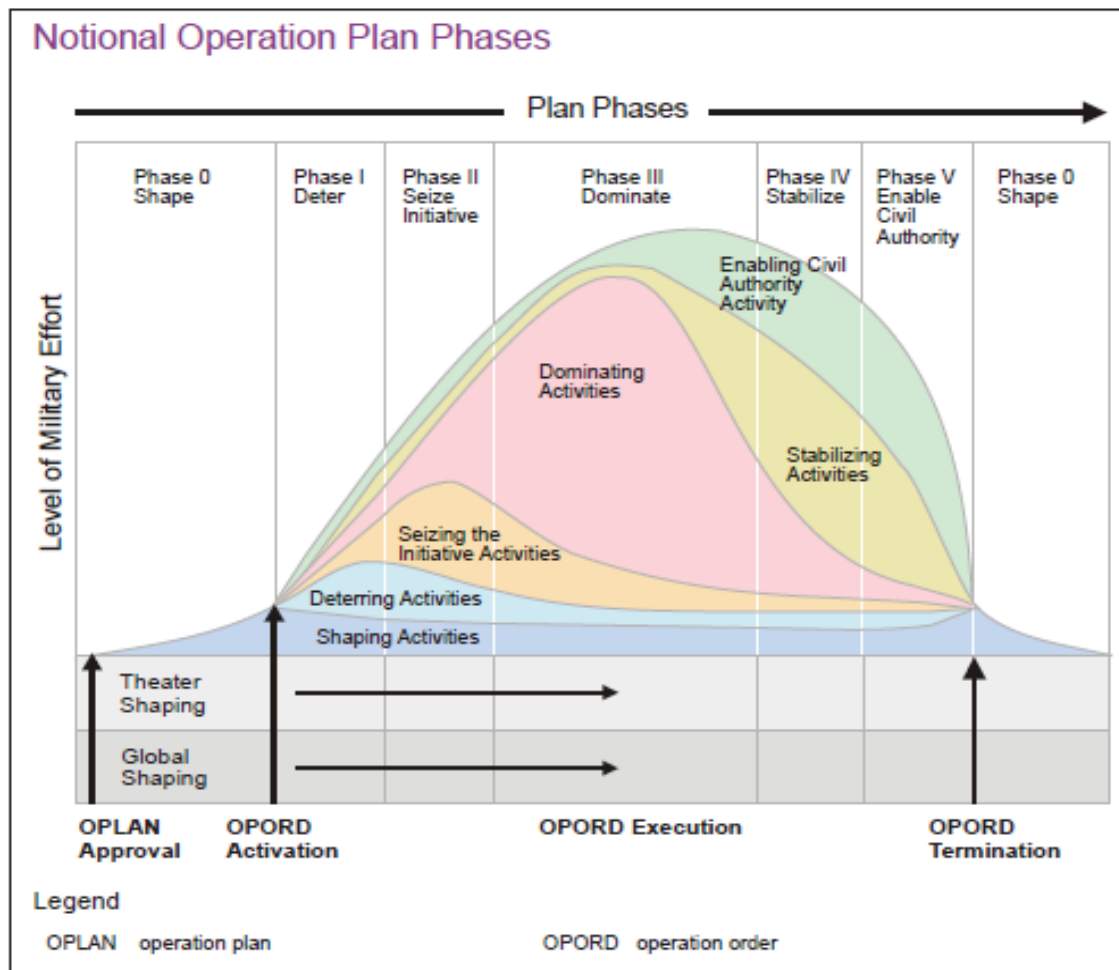 Notional Operation Plan Phases
Plan Phases
Phase 0
Shape
Phase I
Deter
Phase II
Seize
Initiative
Phase III
Dominate
Phase IV
Stabilize
Phase V
Enable
Civil
Authority
Phase 0
Shape
Level of Military Effort
Enabling Civil
Authority
Activity
Dominating
Activities
Stabilizing
Activities
Seizing the
Initiative Activities
Deterring Activities
Shaping Activities
Theater
Shaping
Global
Shaping
OPLAN
Approval
OPORD
Activation
OPORD Execution
OPORD
Termination
Legend
OPLAN operation plan
OPORD operation order